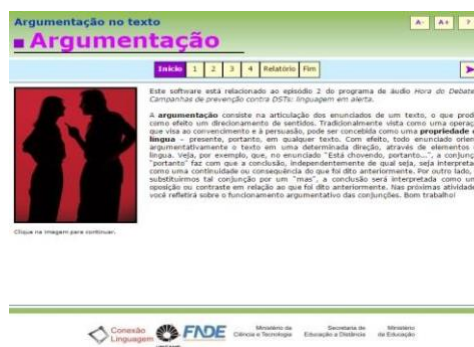 Argumentação no texto
A- A+ ?
Argumentação
Início 1 2 3 4 Relatório Fim
Este software está relacionado ao episódio 2 do programa de áudio Hora do Debate
Campanhas de prevenção contra DSTs: linguagem em alerta.
A argumentação consiste na articulação dos enunciados de um texto, o que prod
como efeito um direcionamento de sentidos. Tradicionalmente vista como uma operaç
que visa ao convencimento e à persuasão, pode ser concebida como uma propriedade
língua – presente, portanto, em qualquer texto. Com efeito, todo enunciado orien
argumentativamente o texto em uma determinada direção, através de elementos
língua. Veja, por exemplo, que, no enunciado "Está chovendo, portanto...", a conjunç
"portanto" faz com que a conclusão, independentemente de qual seja, seja interpreta
como uma continuidade ou consequência do que foi dito anteriormente. Por outro lado,
substituirmos tal conjunção por um "mas", a conclusão será interpretada como um
oposição ou contraste em relação ao que foi dito anteriormente. Nas próximas atividade
você refletirá sobre o funcionamento argumentativo das conjunções. Bom trabalho!
Clique na imagem para continuar.
Conexão
Linguagem
FNDE
Ministério da
Ciência e Tecnologia
Secretaria de
Educação a Distância
Ministério
da Educação